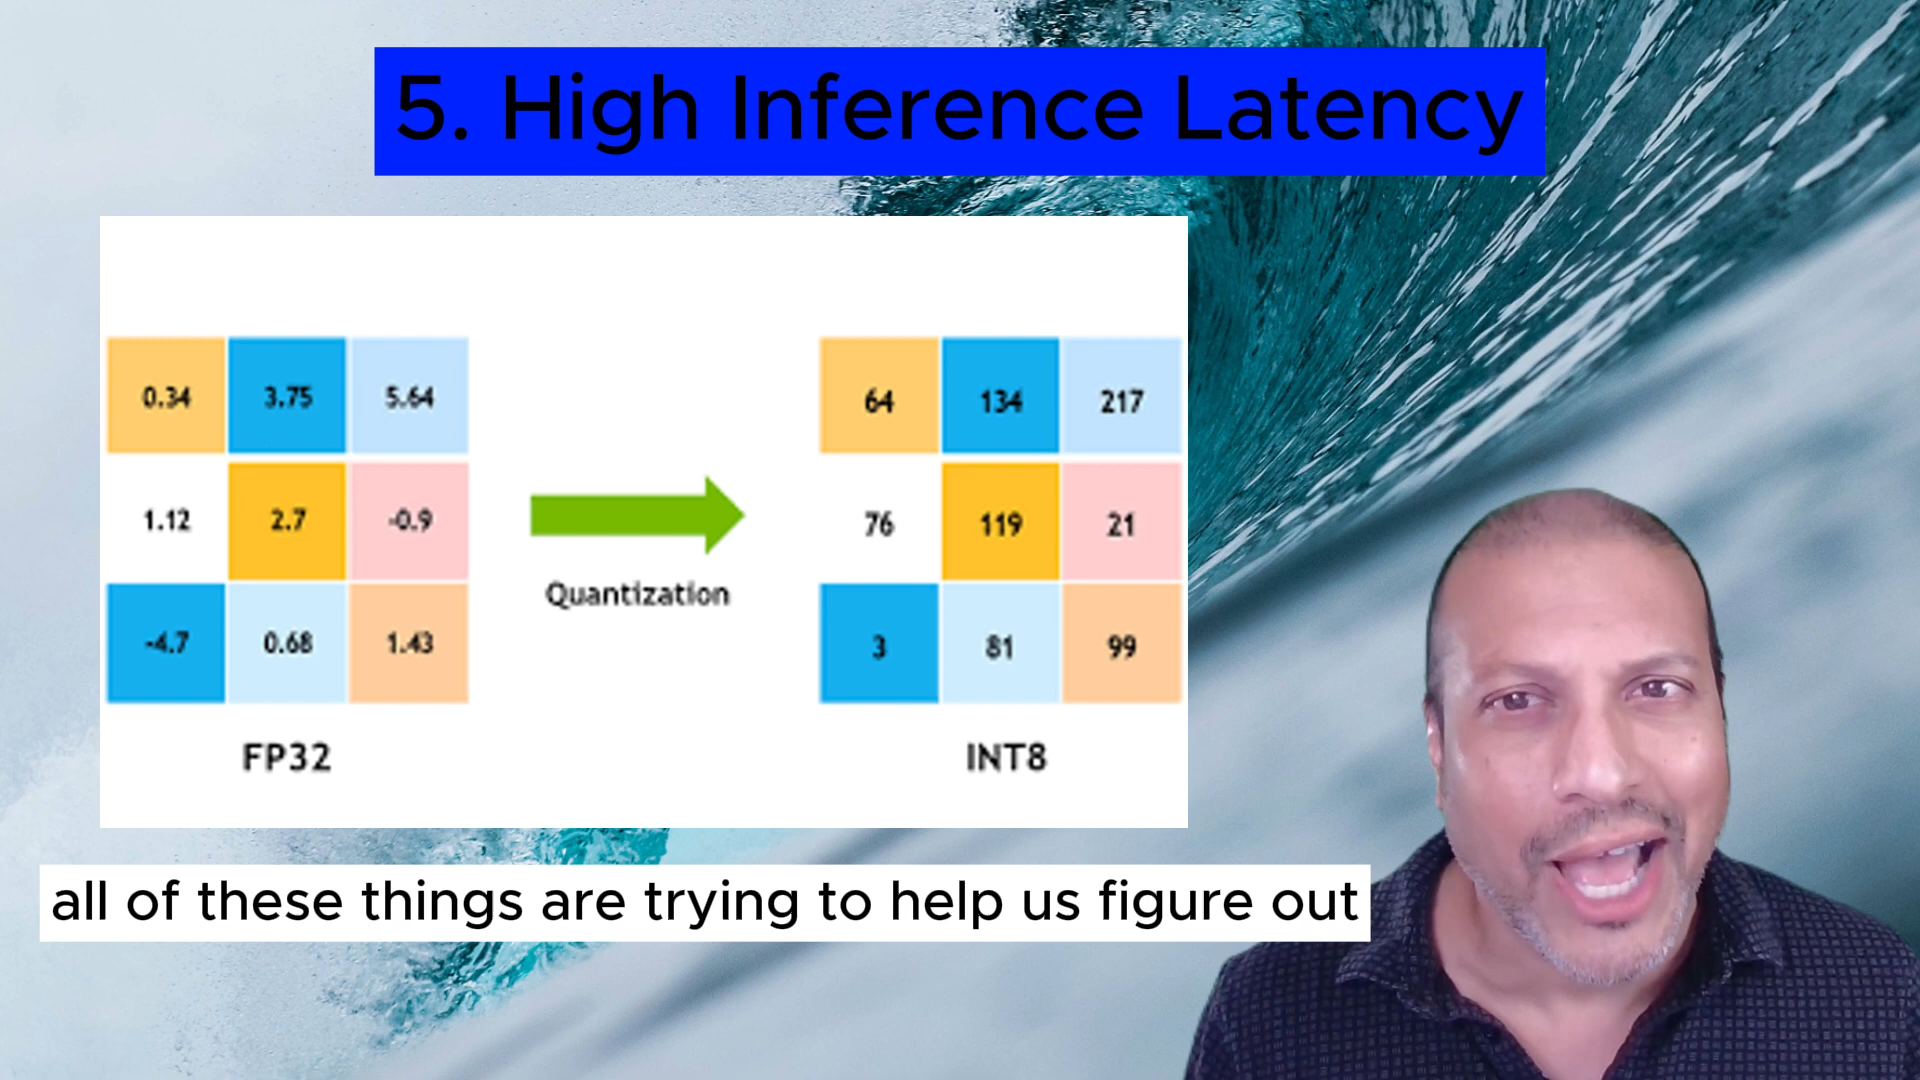 5. High Inference Latency
0.34 3.75 5.64
64 134 217
1.12 2.7 -0.9
76 119 21
Quantization
-4.7 0.68 1.43
3 81 99
FP32
INT8
all of these things are trying to help us figure out